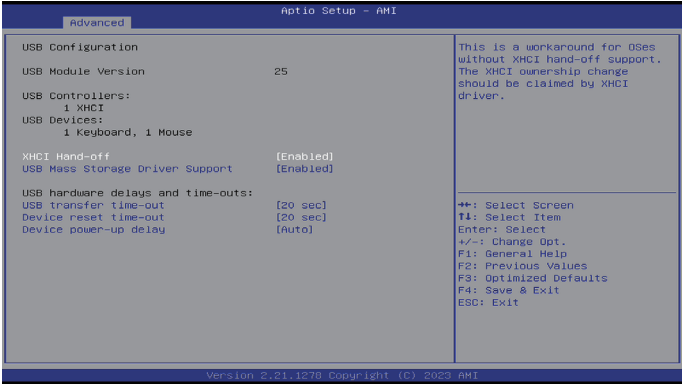 Aptio Setup - AMI
Advanced
USB Configuration
USB Module Version 25
USB Controllers:
1 XHCI
USB Devices:
1 Keyboard, 1 Mouse
XHCI Hand-off [Enabled]
USB Mass Storage Driver Support [Enabled]
USB hardware delays and time-outs:
USB transfer time-out [20 sec]
Device reset time-out [20 sec]
Device power-up delay [Auto]
This is a workaround for OSes
without XHCI hand-off support.
The XHCI ownership change
should be claimed by XHCI
driver.
→←: Select Screen
↑↓: Select Item
Enter: Select
+/-: Change Opt.
F1: General Help
F2: Previous Values
F3: Optimized Defaults
F4: Save & Exit
ESC: Exit
Version 2.21.1278 Copyright (C) 2023 AMI